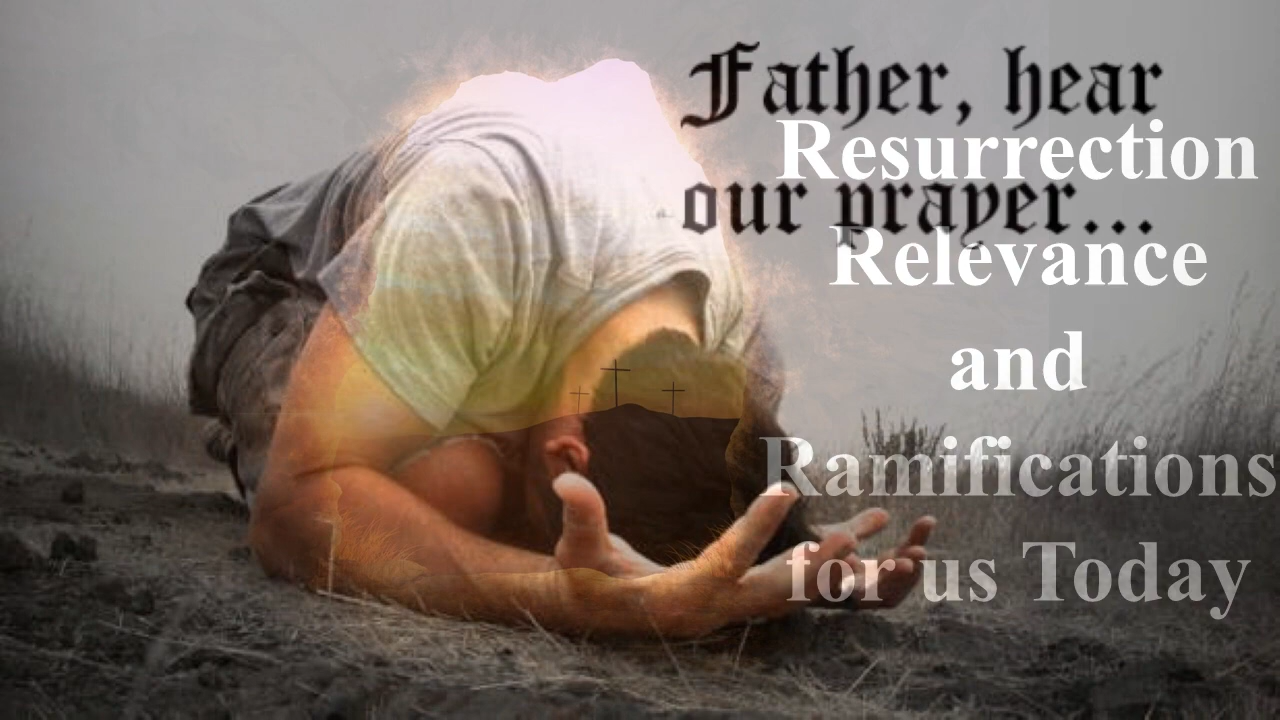 Father, hear
our prayer...
Resurrection
Relevance
and
Ramifications
for us Today